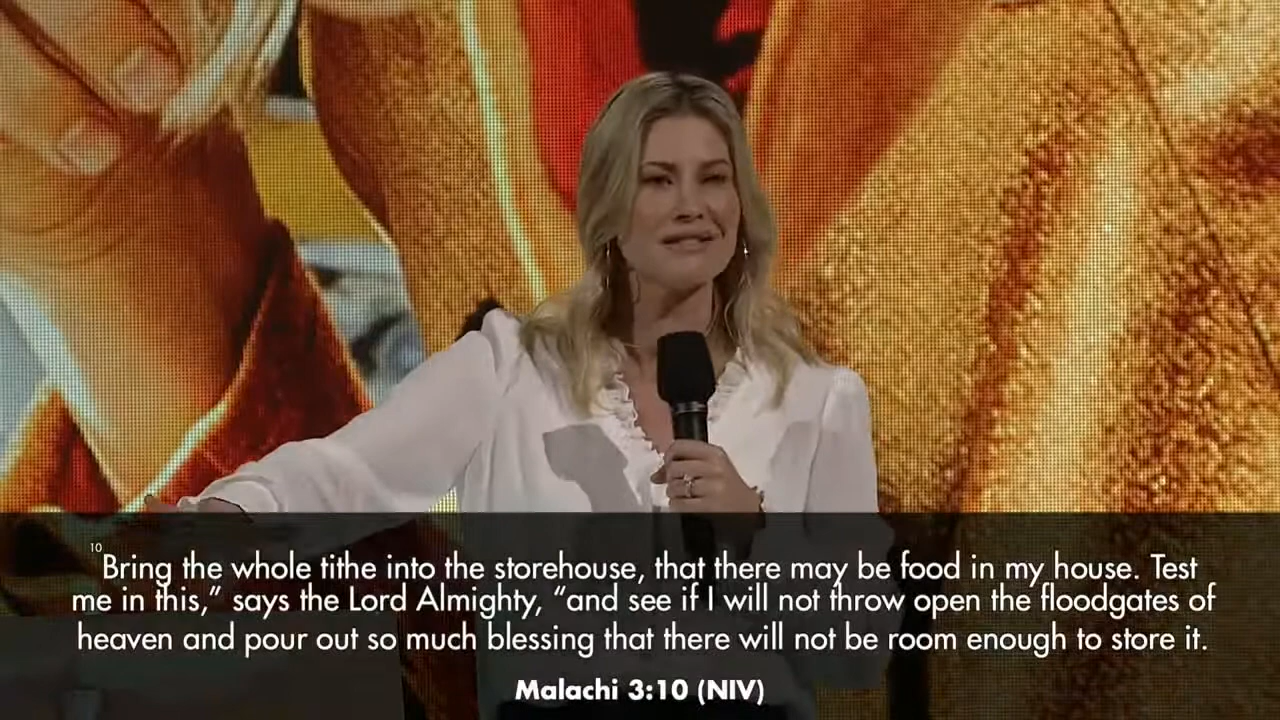 10Bring the whole tithe into the storehouse, that there may be food in my house. Test
me in this,” says the Lord Almighty, “and see if I will not throw open the floodgates of
heaven and pour out so much blessing that there will not be room enough to store it.
Malachi 3:10 (NIV)